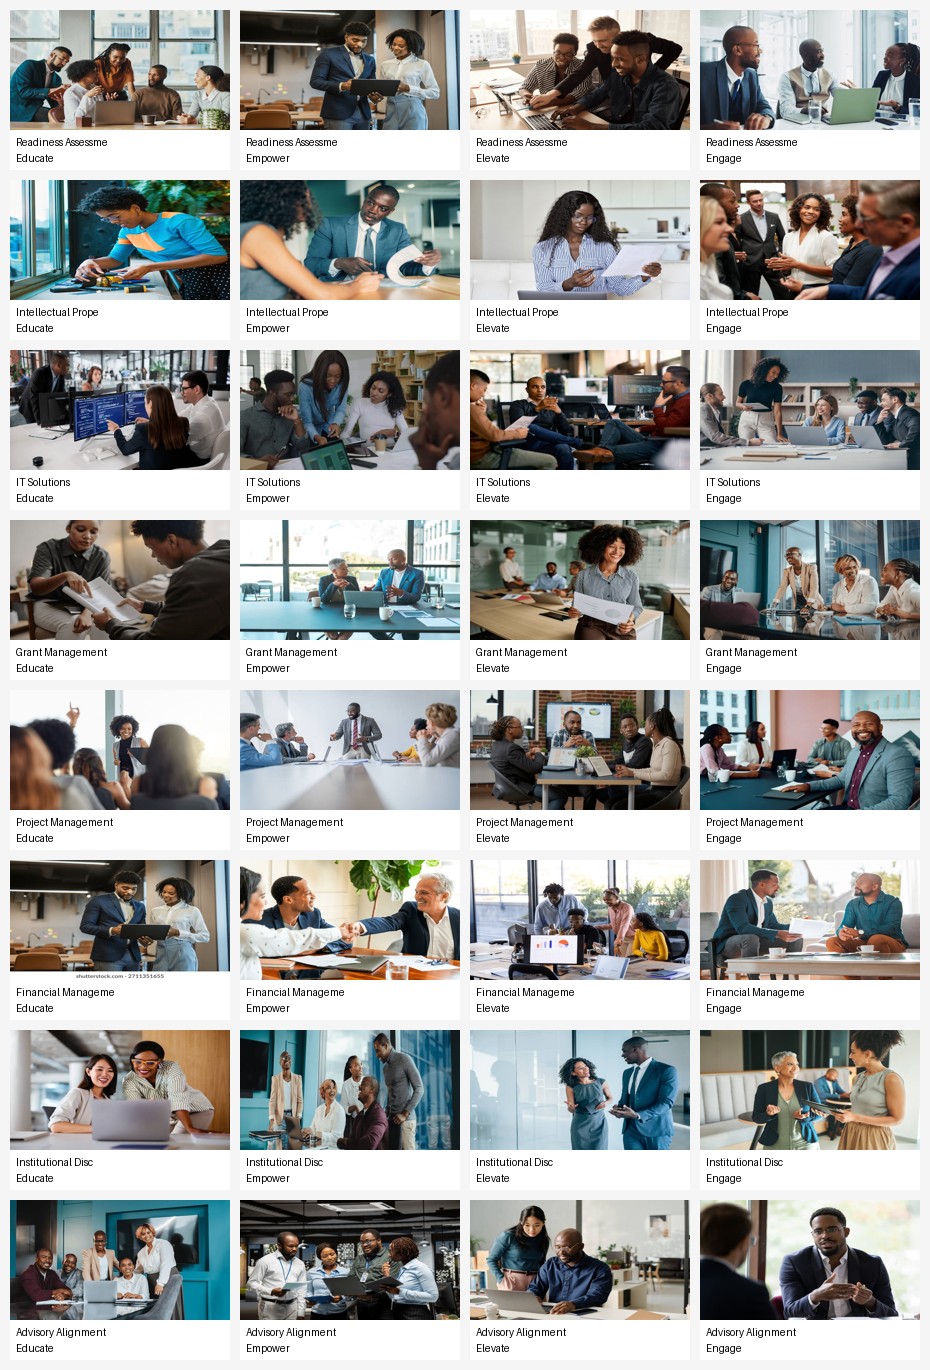 Readiness Assessme
Educate
Readiness Assessme
Empower
Readiness Assessme
Elevate
Readiness Assessme
Engage
Intellectual Prope
Educate
Intellectual Prope
Empower
Intellectual Prope
Elevate
Intellectual Prope
Engage
IT Solutions
Educate
IT Solutions
Empower
IT Solutions
Elevate
IT Solutions
Engage
Grant Management
Educate
Grant Management
Empower
Grant Management
Elevate
Grant Management
Engage
Project Management
Educate
Project Management
Empower
Project Management
Elevate
Project Management
Engage
shutterstock.com · 2711351655
Financial Manageme
Educate
Financial Manageme
Empower
Financial Manageme
Elevate
Financial Manageme
Engage
Institutional Disc
Educate
Institutional Disc
Empower
Institutional Disc
Elevate
Institutional Disc
Engage
Advisory Alignment
Educate
Advisory Alignment
Empower
Advisory Alignment
Elevate
Advisory Alignment
Engage